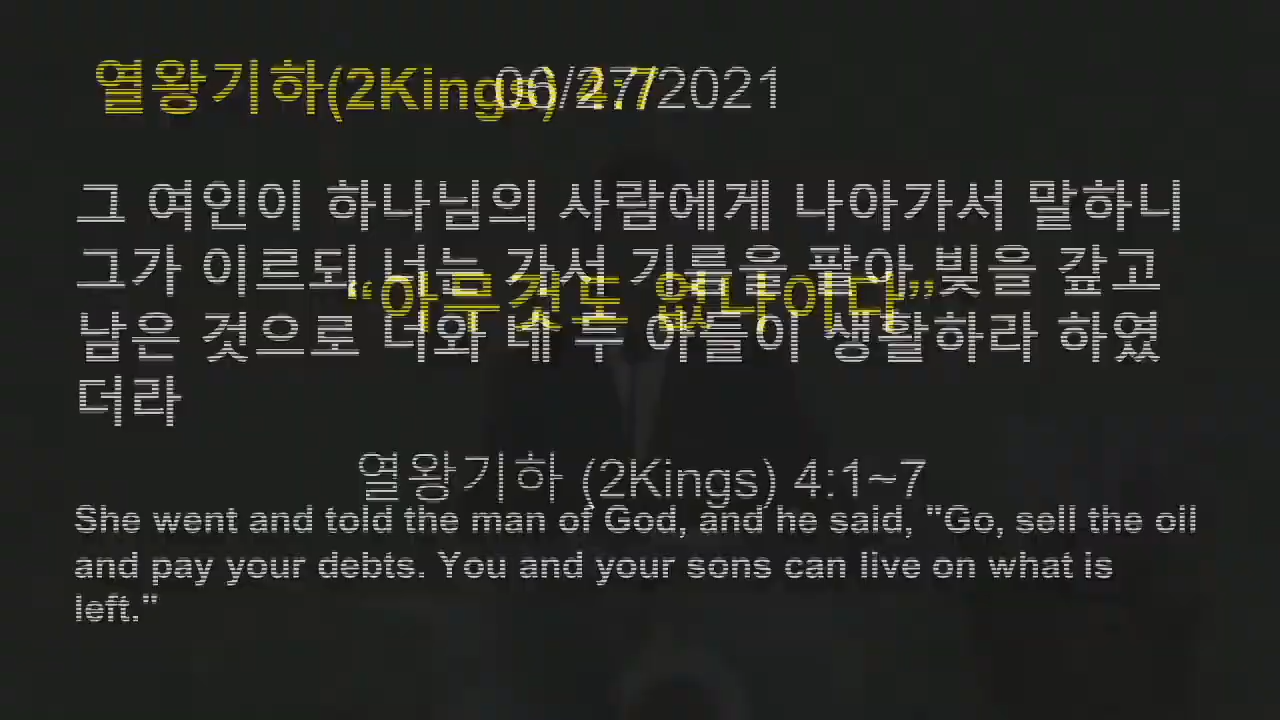 열왕기하(2Kings) 4:7
06/27/2021
그 여인이 하나님의 사람에게 나아가서 말하니
그가 이르되 너는 가서 기름을 팔아 빚을 갚고
“아무것도 없나이다”
남은 것으로 너와 네 두 아들이 생활하라 하였
더라
열왕기하 (2Kings) 4:1~7
She went and told the man of God, and he said, "Go, sell the oil
and pay your debts. You and your sons can live on what is
left."